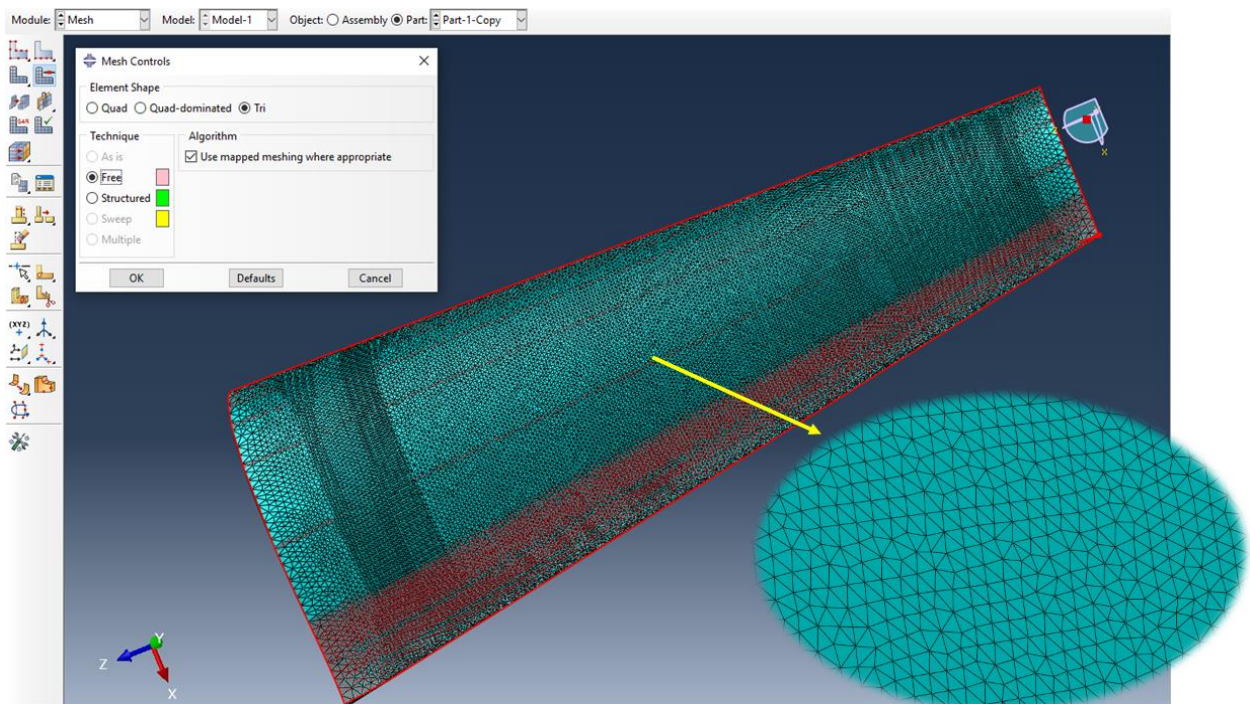 Module: Mesh Model: Model-1 Object: Assembly Part: Part-1-Copy
Mesh Controls
Element Shape
Quad Quad-dominated Tri
Technique
As is
Free
Structured
Sweep
Multiple
Algorithm
Use mapped meshing where appropriate
OK Defaults Cancel
(XYZ)
X
Y
Z
X